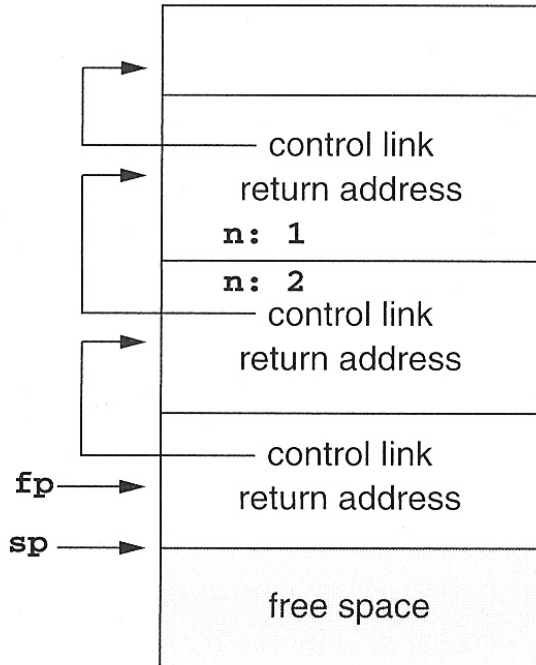 control link
return address
n: 1
n: 2
control link
return address
control link
fp
return address
sp
free space